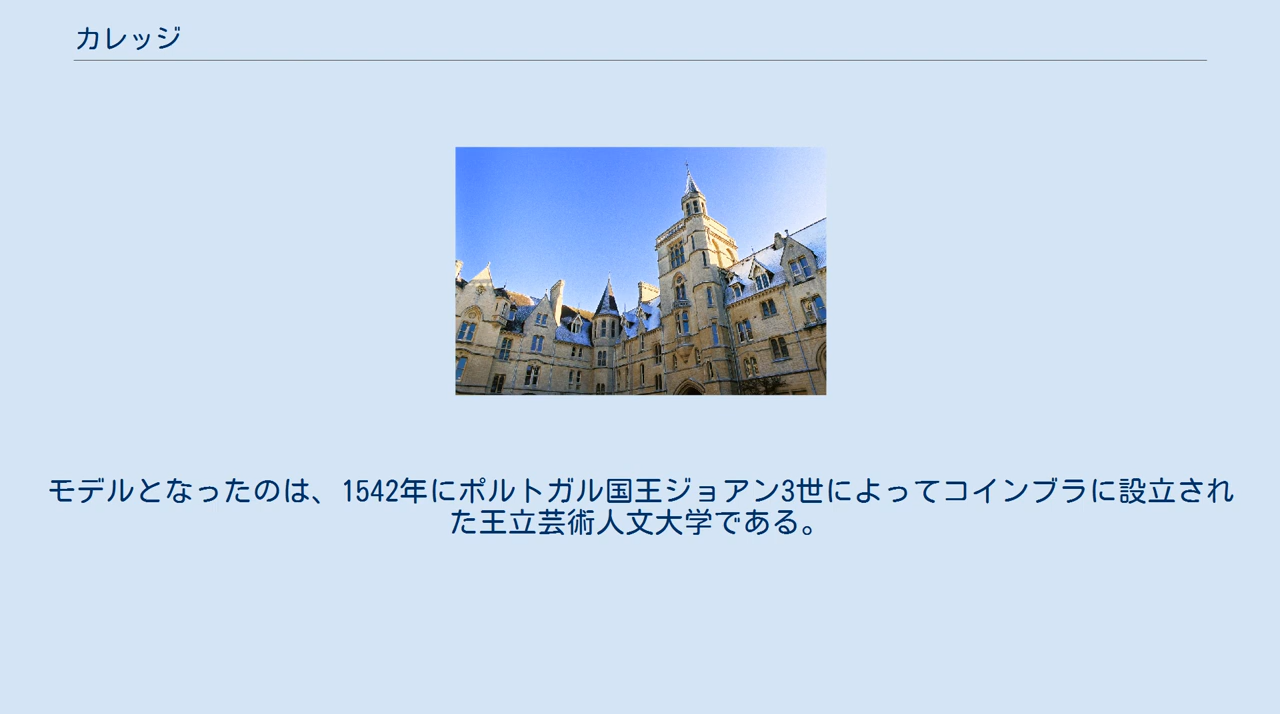 カレッジ
モデルとなったのは、1542年にポルトガル国王ジョアン3世によってコインブラに設立され
た王立芸術人文大学である。